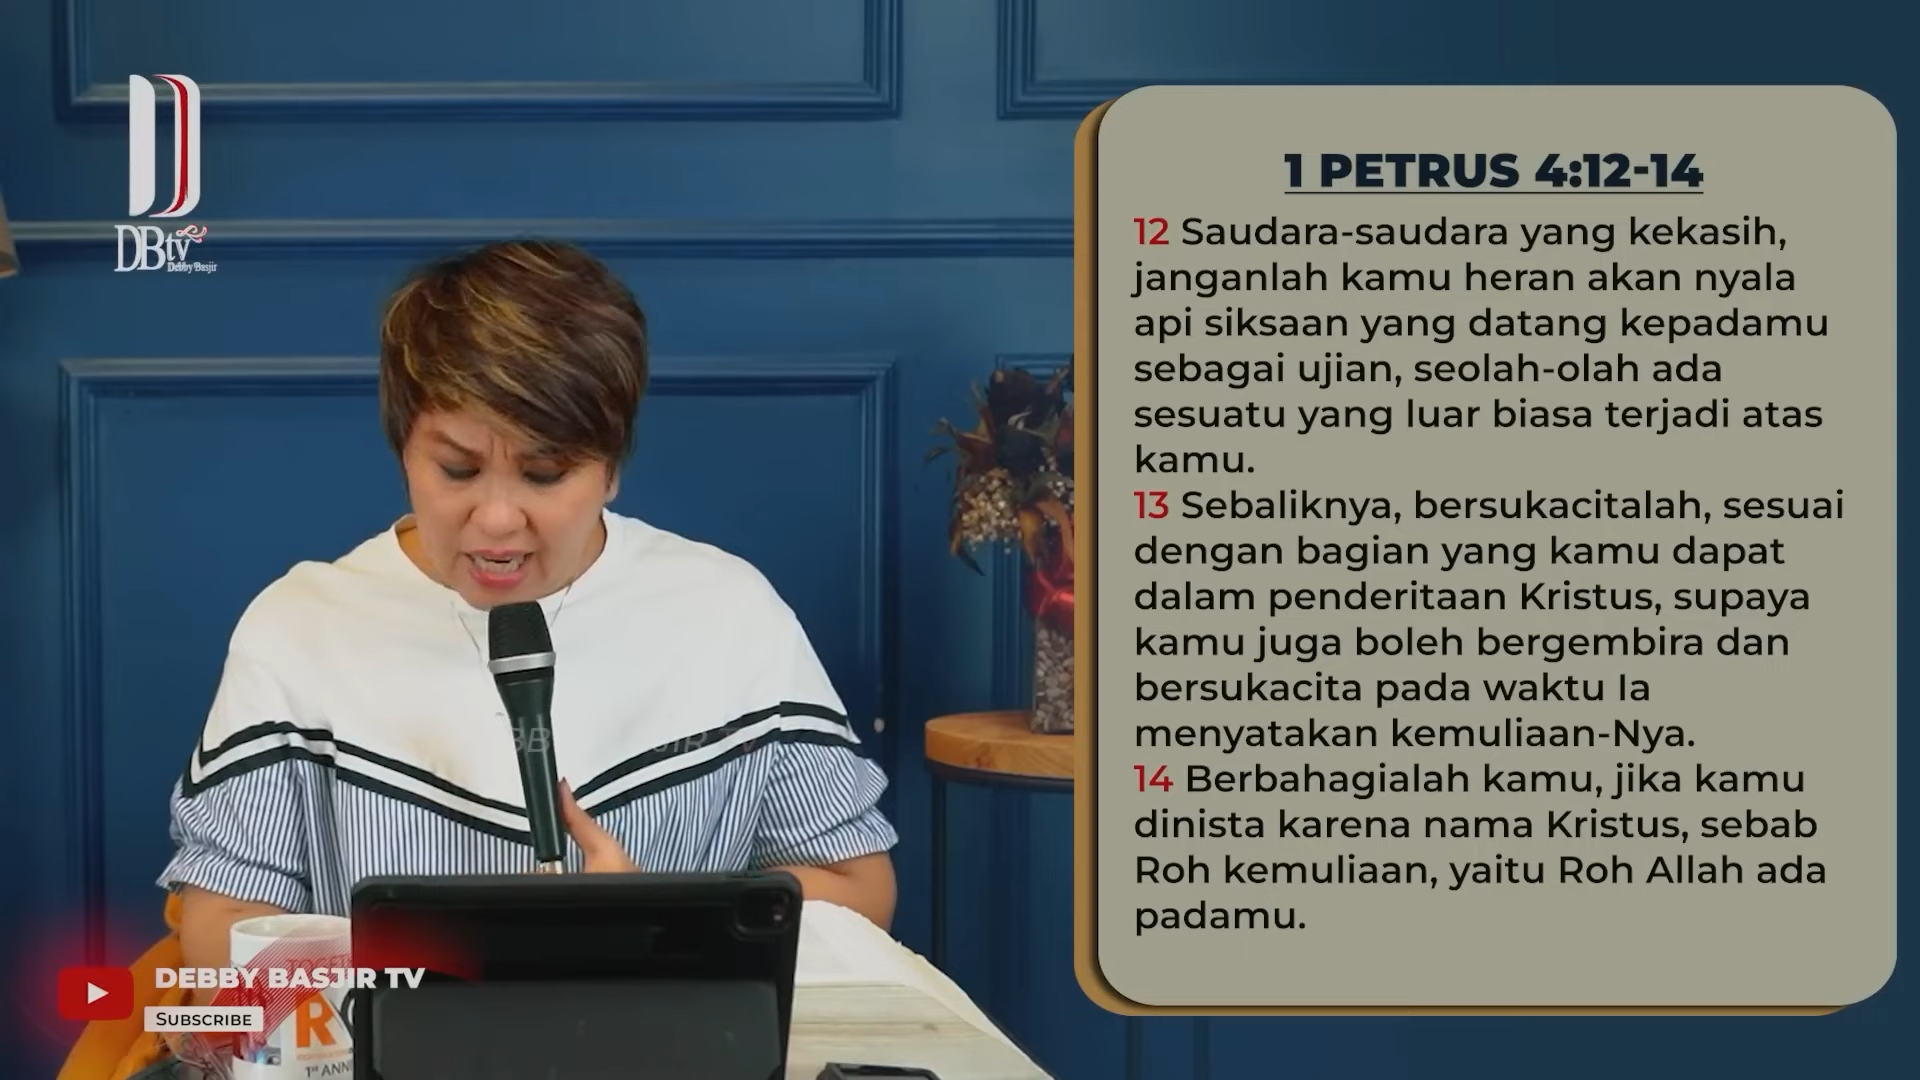 DBtv
Debby Basjir
1 PETRUS 4:12-14
12 Saudara-saudara yang kekasih,
janganlah kamu heran akan nyala
api siksaan yang datang kepadamu
sebagai ujian, seolah-olah ada
sesuatu yang luar biasa terjadi atas
kamu.
13 Sebaliknya, bersukacitalah, sesuai
dengan bagian yang kamu dapat
dalam penderitaan Kristus, supaya
kamu juga boleh bergembira dan
bersukacita pada waktu Ia
menyatakan kemuliaan-Nya.
14 Berbahagialah kamu, jika kamu
dinista karena nama Kristus, sebab
Roh kemuliaan, yaitu Roh Allah ada
padamu.
DEBBY BASJIR TV
SUBSCRIBE
1ST